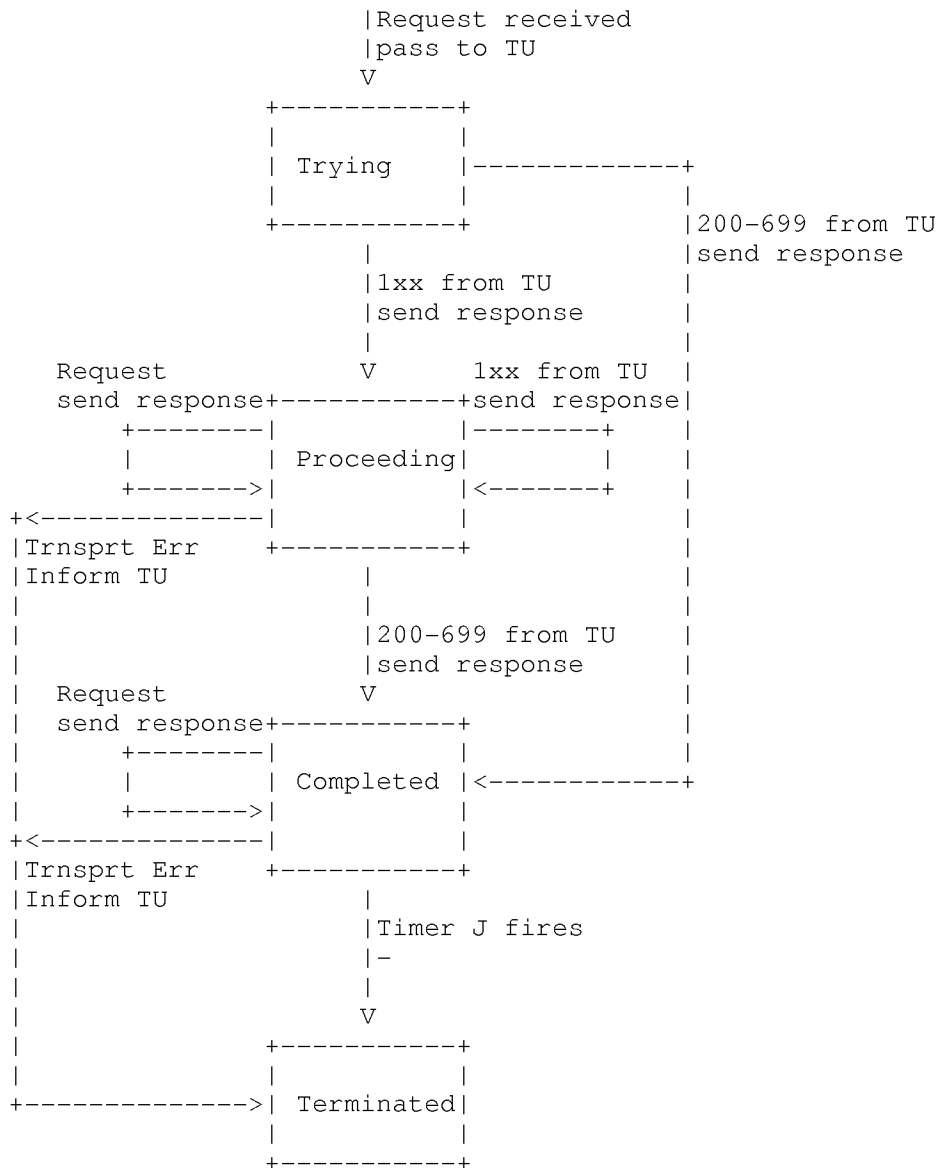 Request received
pass to TU
Trying
200-699 from TU
send response
1xx from TU
send response
Request
1xx from TU
send response
send response
Proceeding
Trnsprt Err
Inform TU
200-699 from TU
send response
Request
send response
Completed
Trnsprt Err
Inform TU
Timer J fires
-
Terminated